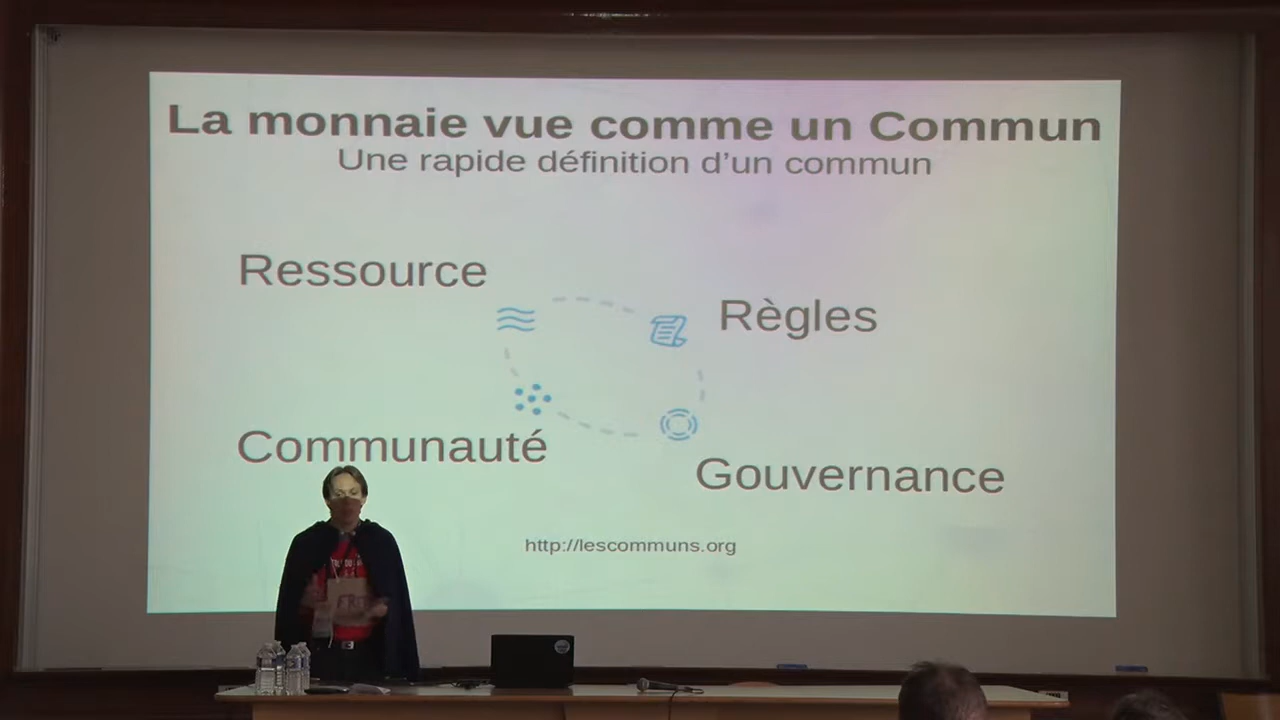 La monnaie vue comme un Commun
Une rapide définition d'un commun
Ressource
Règles
Communauté
Gouvernance
http://lescommuns.org